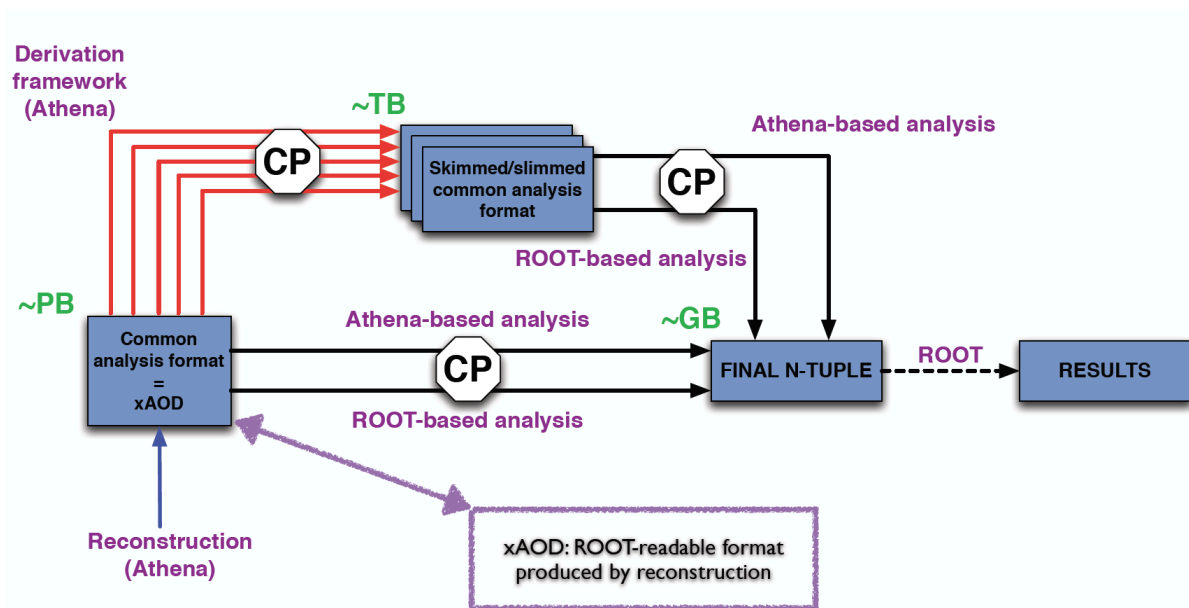 Derivation
framework
(Athena)
~TB
CP
Skimmed/slimmed
common analysis
format
CP
Athena-based analysis
ROOT-based analysis
~PB
Common
analysis format
=
xAOD
Athena-based analysis
CP
ROOT-based analysis
~GB
FINAL N-TUPLE
ROOT
RESULTS
Reconstruction
(Athena)
xAOD: ROOT-readable format
produced by reconstruction